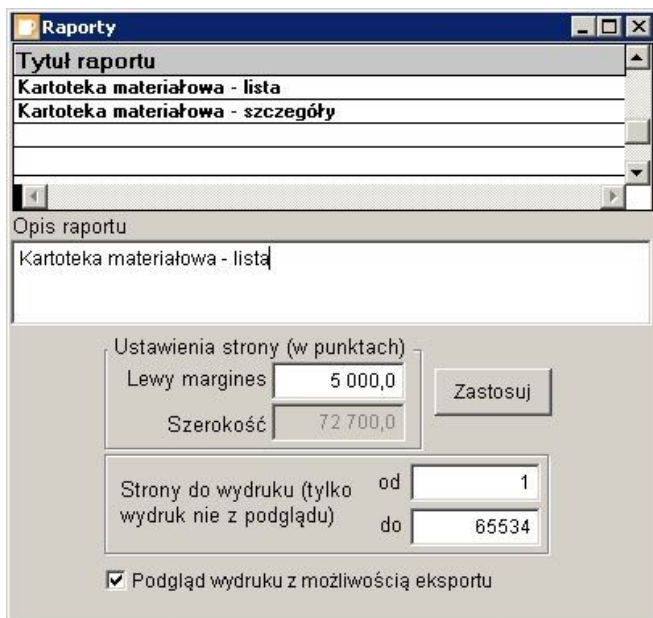 Raporty
Tytuł raportu
Kartoteka materiałowa - lista
Kartoteka materiałowa - szczegóły
Opis raportu
Kartoteka materiałowa - lista
Ustawienia strony (w punktach)
Lewy margines 5 000,0
Zastosuj
Szerokość 72 700,0
Strony do wydruku (tylko wydruk nie z podglądu)
od 1
do 65534
Podgląd wydruku z możliwością eksportu